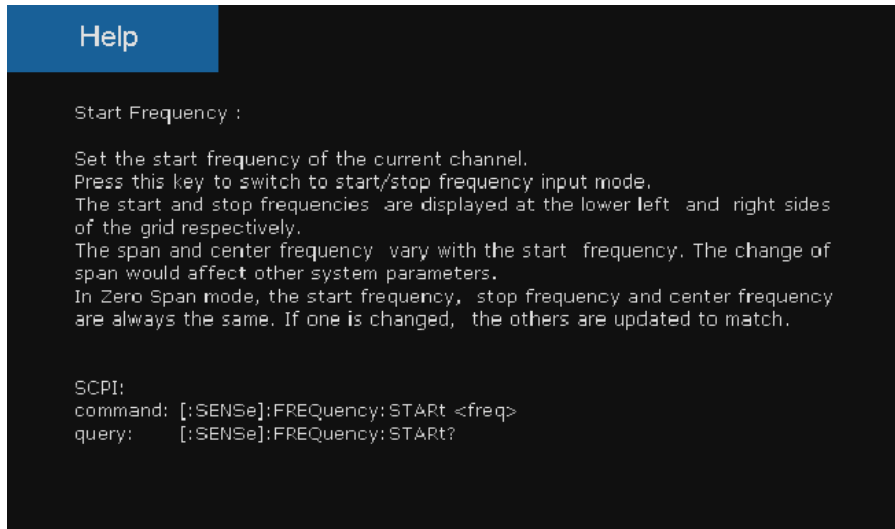 Help
Start Frequency :
Set the start frequency of the current channel.
Press this key to switch to start/stop frequency input mode.
The start and stop frequencies are displayed at the lower left and right sides
of the grid respectively.
The span and center frequency vary with the start frequency. The change of
span would affect other system parameters.
In Zero Span mode, the start frequency, stop frequency and center frequency
are always the same. If one is changed, the others are updated to match.
SCPI:
command: [:SENSe]:FREQuency:STARt <freq>
query: [:SENSe]:FREQuency:STARt?